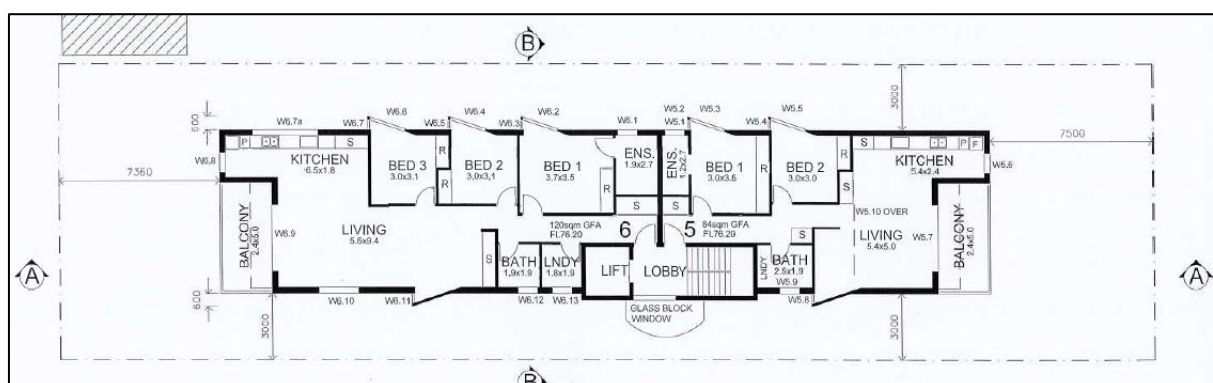 B
W6.7a
W6.7
W6.6
W6.5
W6.4
W6.3
W6.2
W6.1
W5.2
W5.1
W5.3
W5.4
W5.5
3000
600
7500
W6.8
P
S
KITCHEN
6.5x1.8
BED 3
3.0x3.1
R
R
BED 2
3.0x3.1
BED 1
3.7x3.5
R
ENS.
1.9x2.7
S
ENS.
1.2x2.7
S
BED 1
3.0x3.5
R
BED 2
3.0x3.0
R
S
S
P
F
KITCHEN
5.4x2.4
W5.6
7360
BALCONY
2.4x5.0
W6.9
LIVING
5.5x9.4
120sqm GFA
FL76.20
6
5
84sqm GFA
FL76.20
W5.10 OVER
LIVING
5.4x5.0
W5.7
BALCONY
2.4x5.0
A
S
BATH
1.9x1.9
LNDY
1.8x1.9
LIFT
LOBBY
LNDY
S
BATH
2.5x1.9
W5.9
A
600
W6.10
W6.11
W6.12
W6.13
GLASS BLOCK
WINDOW
W5.8
3000
3000
B